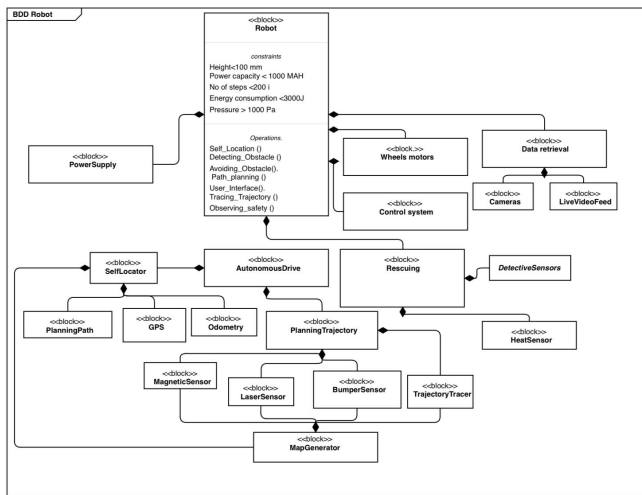 BDD Robot
<<block>>
Robot
constraints
Height<100 mm
Power capacity < 1000 MAH
No of steps <200 i
Energy consumption <3000J
Pressure > 1000 Pa
Operations.
Self_Location ()
Detecting_Obstacle ()
Avoiding_Obstacle().
Path_planning ()
User_Interface().
Tracing_Trajectory ()
Observing_safety ()
<<block>>
PowerSupply
<<block.>>
Wheels motors
<<block>>
Data retrieval
<<block>>
Cameras
<<block>>
LiveVideoFeed
<<block>>
Control system
<<block>>
SelfLocator
<<block>>
AutonomousDrive
<<block>>
Rescuing
DetectiveSensors
<<block>>
PlanningPath
<<block>>
GPS
<<block>>
Odometry
<<block>>
PlanningTrajectory
<<block>>
HeatSensor
<<block>>
MagneticSensor
<<block>>
LaserSensor
<<block>>
BumperSensor
<<block>>
TrajectoryTracer
<<block>>
MapGenerator